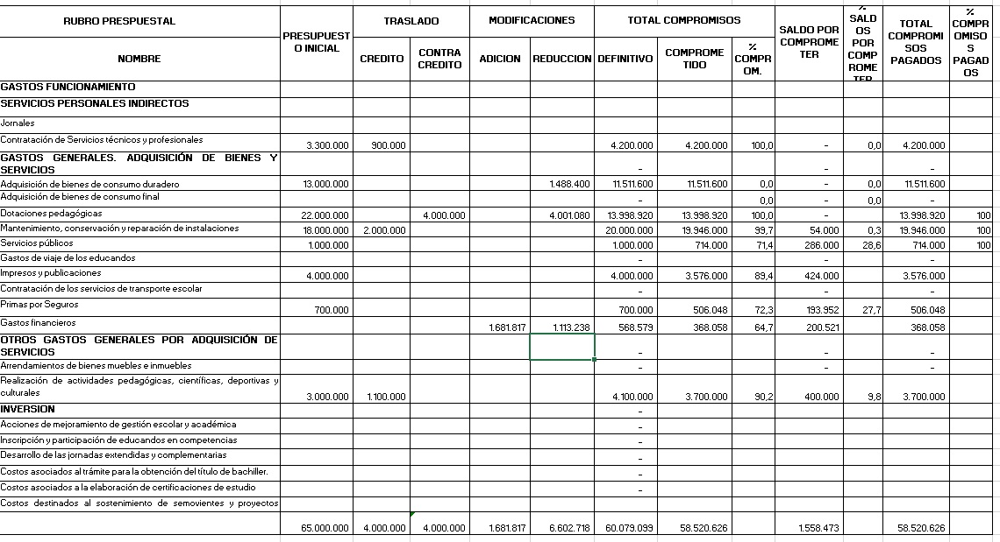 RUBRO PRESPUESTAL PRESUPUESTO INICIAL TRASLADO MODIFICACIONES TOTAL COMPROMISOS SALDO POR COMPROMETER % SALDOS POR COMPROMETER TOTAL COMPROMISOS PAGADOS % COMPROMISOS PAGADOS
NOMBRE CREDITO CONTRA CREDITO ADICION REDUCCION DEFINITIVO COMPROMETIDO % COMPROM.
GASTOS FUNCIONAMIENTO
SERVICIOS PERSONALES INDIRECTOS
Jornales
Contratación de Servicios técnicos y profesionales 3.300.000 900.000 4.200.000 4.200.000 100,0 - 0,0 4.200.000
GASTOS GENERALES. ADQUISICIÓN DE BIENES Y
SERVICIOS - - -
Adquisición de bienes de consumo duradero 13.000.000 1.488.400 11.511.600 11.511.600 0,0 - 0,0 11.511.600
Adquisición de bienes de consumo final - 0,0 - 0,0 -
Dotaciones pedagógicas 22.000.000 4.000.000 4.001.080 13.998.920 13.998.920 100,0 - 13.998.920 100
Mantenimiento, conservación y reparación de instalaciones 18.000.000 2.000.000 20.000.000 19.946.000 99,7 54.000 0,3 19.946.000 100
Servicios públicos 1.000.000 1.000.000 714.000 71,4 286.000 28,6 714.000 100
Gastos de viaje de los educandos - - -
Impresos y publicaciones 4.000.000 4.000.000 3.576.000 89,4 424.000 3.576.000
Contratación de los servicios de transporte escolar - - -
Primas por Seguros 700.000 700.000 506.048 72,3 193.952 27,7 506.048
Gastos financieros 1.681.817 1.113.238 568.579 368.058 64,7 200.521 368.058
OTROS GASTOS GENERALES POR ADQUISICIÓN DE
SERVICIOS - - -
Arrendamientos de bienes muebles e inmuebles - - -
Realización de actividades pedagógicas, científicas, deportivas y
culturales 3.000.000 1.100.000 4.100.000 3.700.000 90,2 400.000 9,8 3.700.000
INVERSION -
Acciones de mejoramiento de gestión escolar y académica -
Inscripción y participación de educandos en competencias -
Desarrollo de las jornadas extendidas y complementarias -
Costos asociados al trámite para la obtención del título de bachiller. -
Costos asociados a la elaboración de certificaciones de estudio -
Costos destinados al sostenimiento de semovientes y proyectos
65.000.000 4.000.000 4.000.000 1.681.817 6.602.718 60.079.099 58.520.626 1.558.473 58.520.626